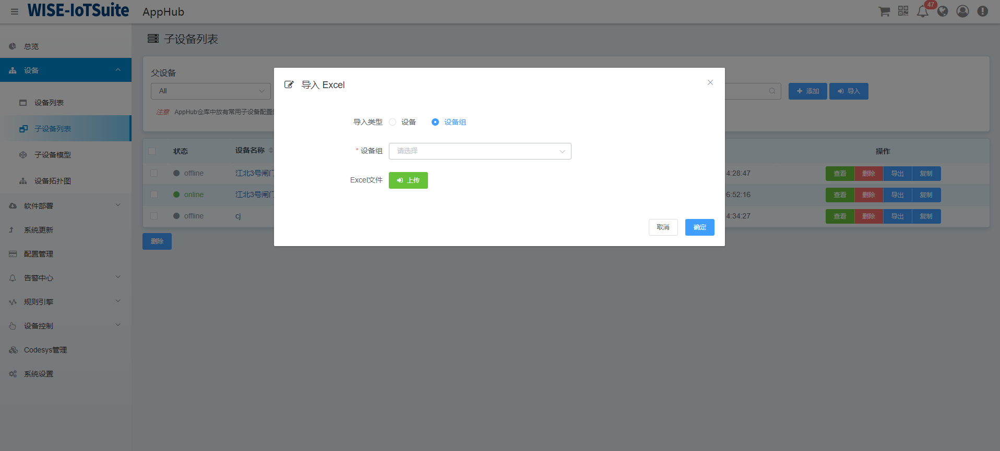 WISE-IoTSuite
AppHub
47
总览
设备
设备列表
子设备列表
子设备模型
设备拓扑图
软件部署
系统更新
配置管理
告警中心
规则引擎
设备控制
Codesys管理
系统设置
子设备列表
父设备
All
添加
导入
注意 AppHub仓库中放有常用子设备配置
状态 设备名称 操作
offline 江北3号闸门 4:28:47 查看 删除 导出 复制
online 江北3号闸门 6:52:16 查看 删除 导出 复制
offline cj 4:34:27 查看 删除 导出 复制
删除
导入 Excel
导入类型 设备 设备组
* 设备组 请选择
Excel文件 上传
取消 确定